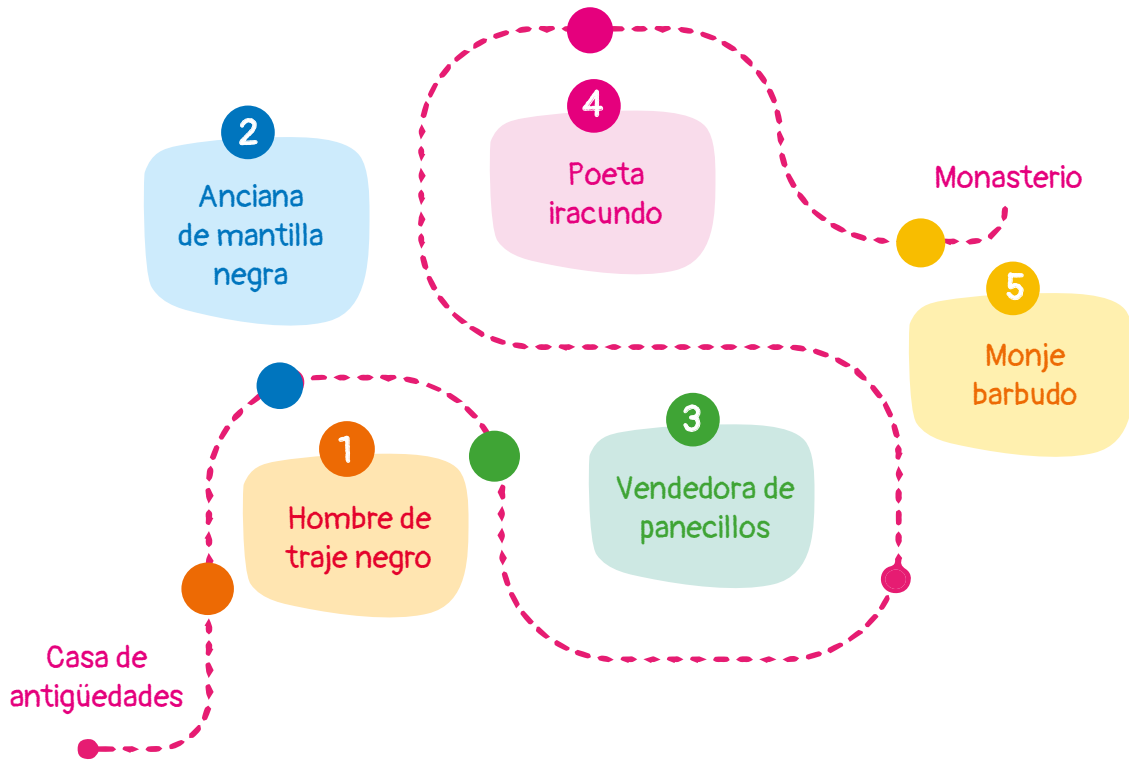 4
2
Poeta
iracundo
Monasterio
Anciana
de mantilla
negra
5
Monje
barbudo
3
1
Vendedora de
panecillos
Hombre de
traje negro
Casa de
antigüedades